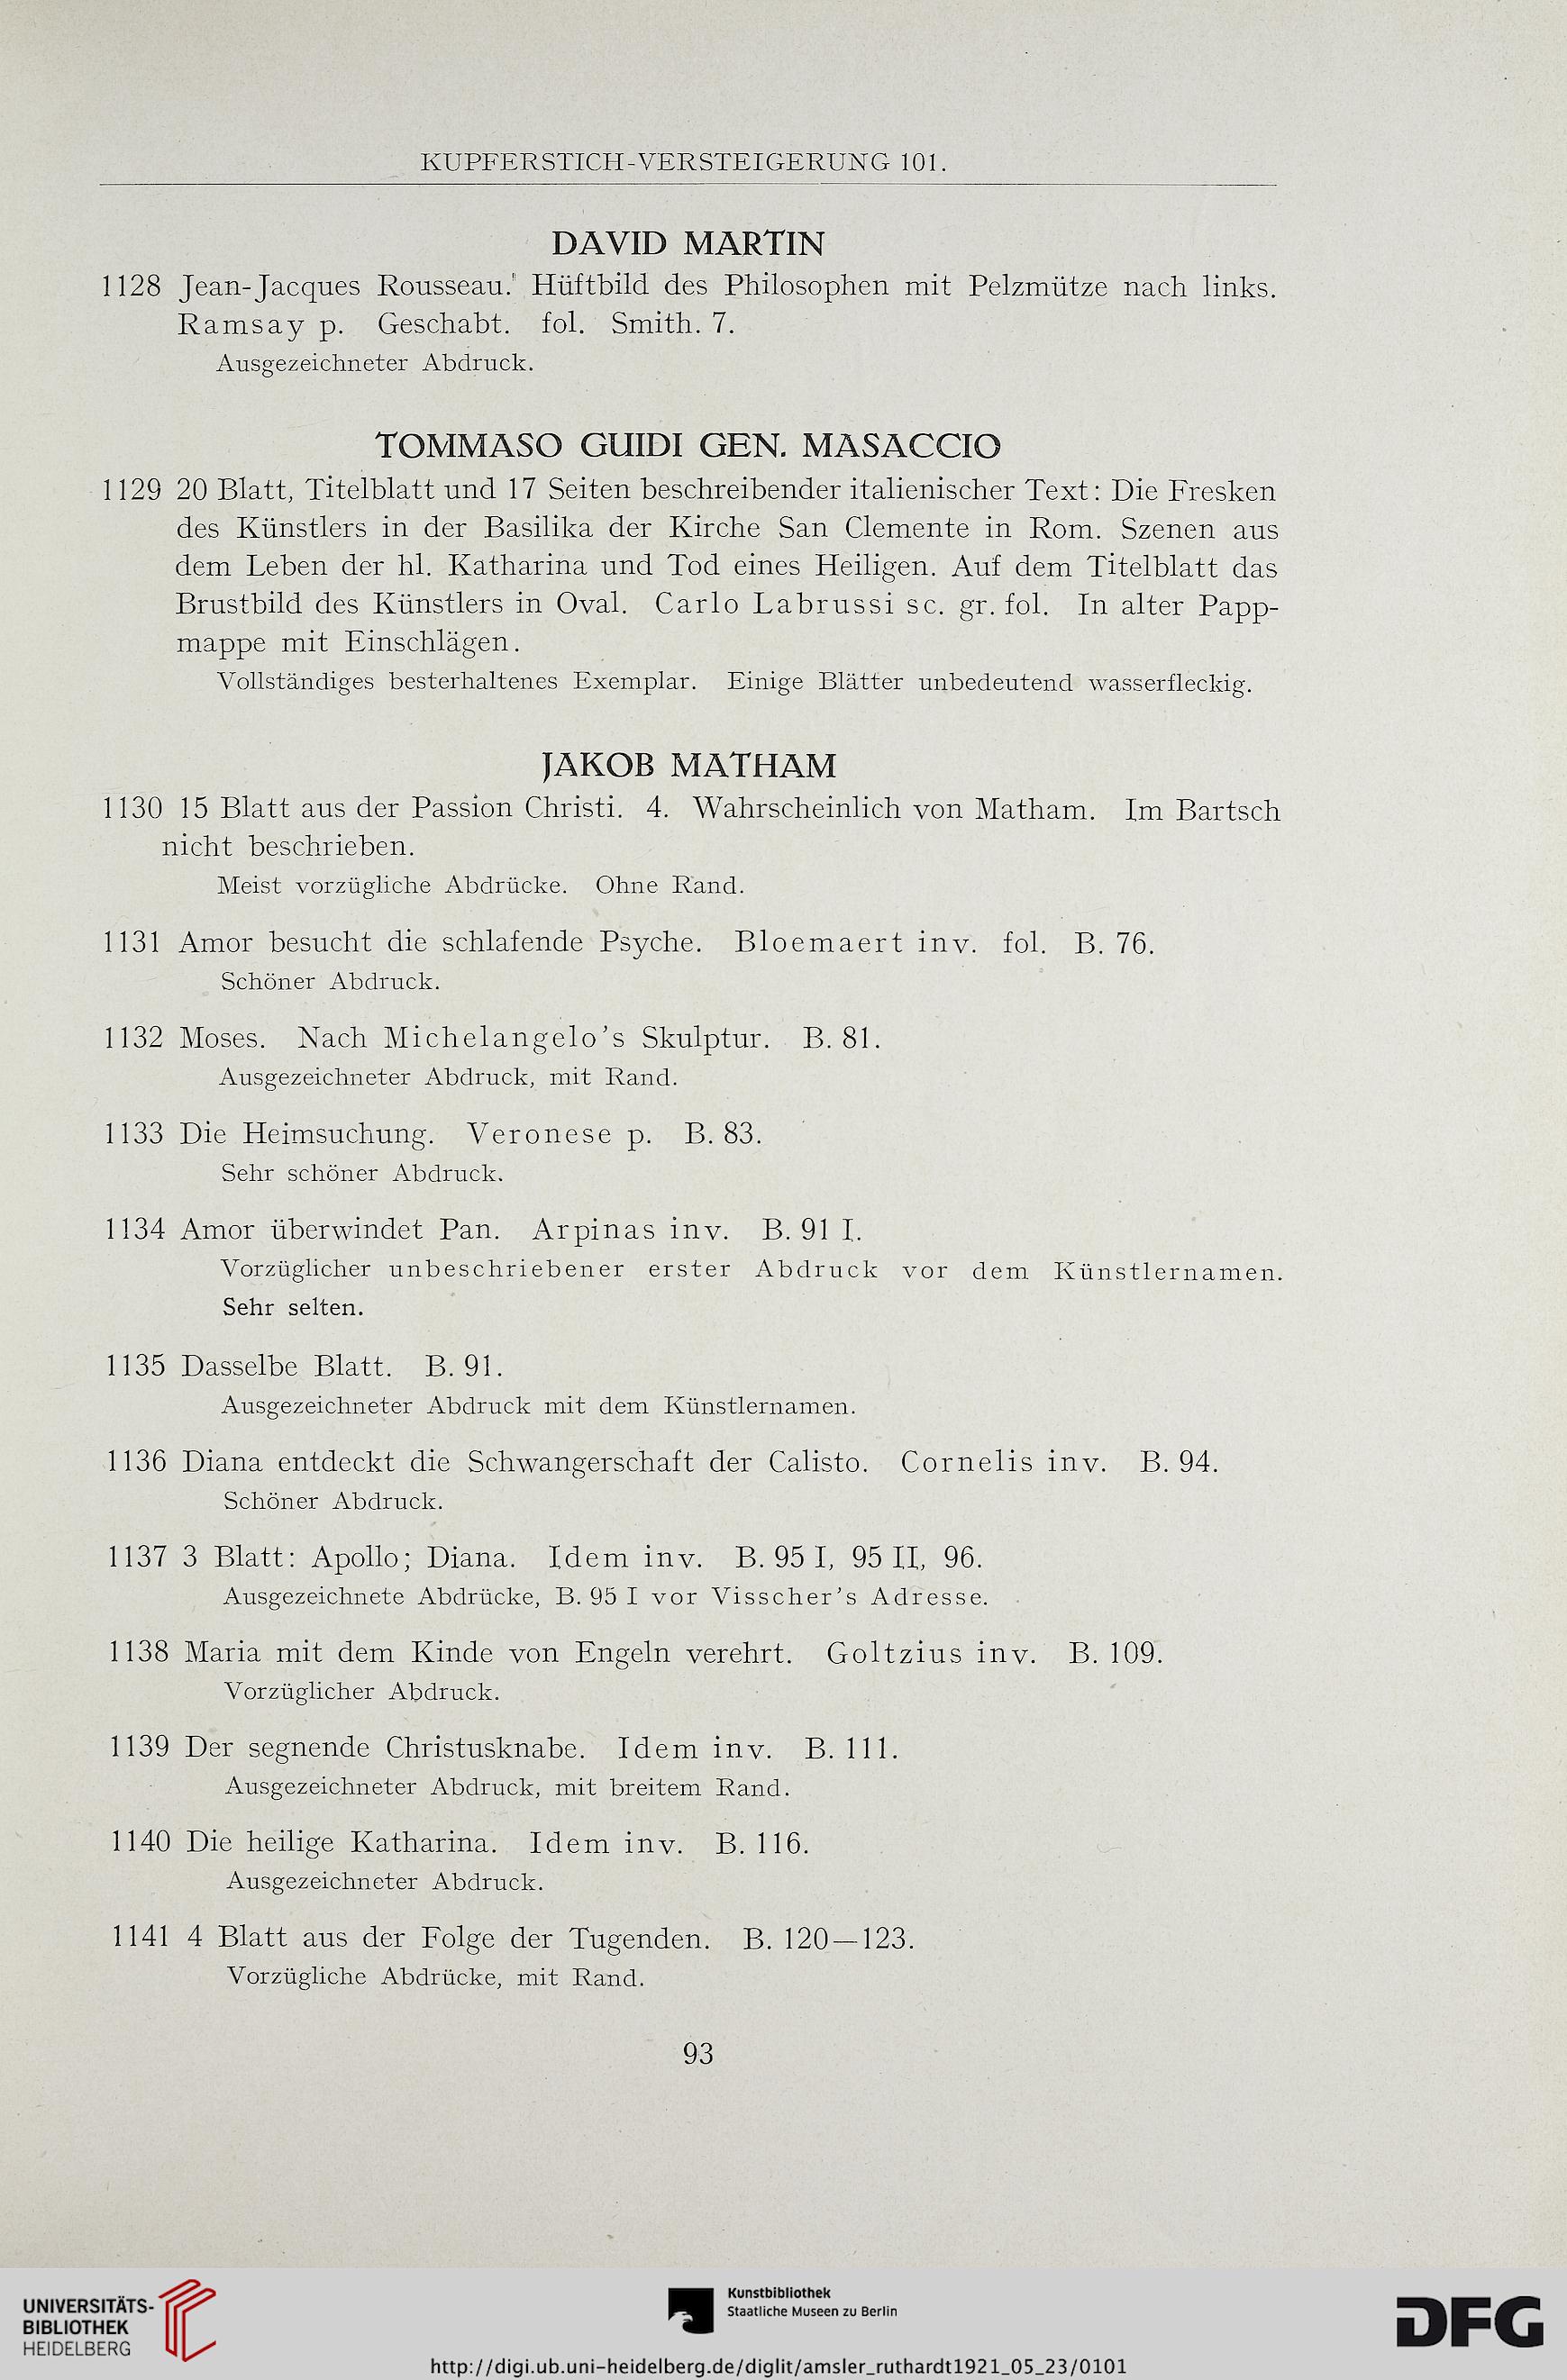 KUPFERSTICH-VERSTEIGERUNG 101.
DAVID MARTIN
1128 Jean-Jacques Rousseau. Hüftbild des Philosophen mit Pelzmütze nach links.
Ramsay p. Geschabt. fol. Smith. 7.
Ausgezeichneter Abdruck.
TOMMASO GUIDI GEN. MASACCIO
1129 20 Blatt, Titelblatt und 17 Seiten beschreibender italienischer Text: Die Fresken
des Künstlers in der Basilika der Kirche San Clemente in Rom. Szenen aus
dem Leben der hl. Katharina und Tod eines Heiligen. Auf dem Titelblatt das
Brustbild des Künstlers in Oval. Carlo Labrussi sc. gr. fol. In alter Papp-
mappe mit Einschlägen.
Vollständiges besterhaltenes Exemplar. Einige Blätter unbedeutend wasserfleckig.
JAKOB MATHAM
1130 15 Blatt aus der Passion Christi. 4. Wahrscheinlich von Matham. Im Bartsch
nicht beschrieben.
Meist vorzügliche Abdrücke. Ohne Rand.
1131 Amor besucht die schlafende Psyche. Bloemaert inv. fol. B. 76.
Schöner Abdruck.
1132 Moses. Nach Michelangelo's Skulptur. B. 81.
Ausgezeichneter Abdruck, mit Rand.
1133 Die Heimsuchung. Veronese p. B. 83.
Sehr schöner Abdruck.
1134 Amor überwindet Pan. Arpinas inv. B. 91 I.
Vorzüglicher unbeschriebener erster Abdruck vor dem Künstlernamen.
Sehr selten.
1135 Dasselbe Blatt. B. 91.
Ausgezeichneter Abdruck mit dem Künstlernamen.
1136 Diana entdeckt die Schwangerschaft der Calisto. Cornelis inv. B. 94.
Schöner Abdruck.
1137 3 Blatt: Apollo; Diana. Idem inv. B. 95 I, 95 II, 96.
Ausgezeichnete Abdrücke, B. 95 I vor Visscher's Adresse.
1138 Maria mit dem Kinde von Engeln verehrt. Goltzius inv. B. 109.
Vorzüglicher Abdruck.
1139 Der segnende Christusknabe. Idem inv. B. 111.
Ausgezeichneter Abdruck, mit breitem Rand.
1140 Die heilige Katharina. Idem inv. B. 116.
Ausgezeichneter Abdruck.
1141 4 Blatt aus der Folge der Tugenden. B. 120—123.
Vorzügliche Abdrücke, mit Rand.
93
UNIVERSITÄTS-
BIBLIOTHEK
HEIDELBERG
Kunstbibliothek
Staatliche Museen zu Berlin
DFG
http://digi.ub.uni-heidelberg.de/diglit/amsler_ruthardt1921_05_23/0101